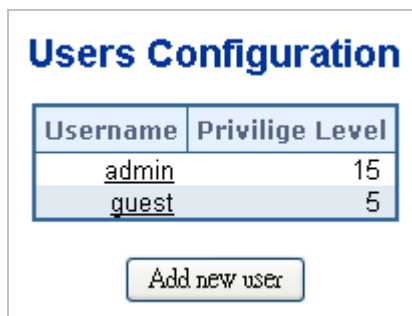 Users Configuration
Username Privilige Level
admin 15
guest 5
Add new user